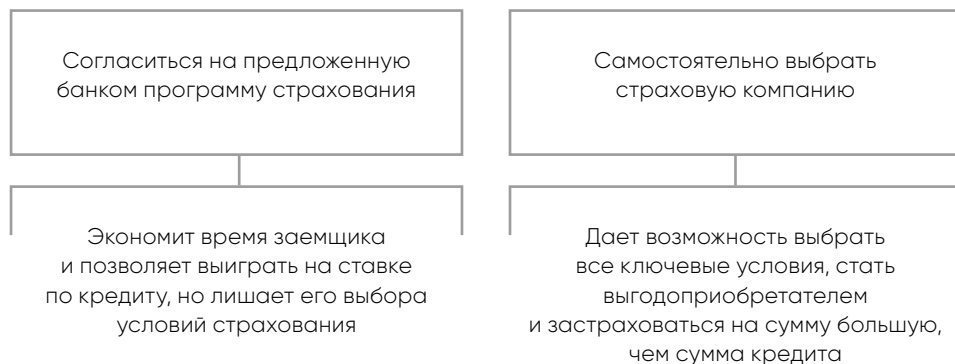 Согласиться на предложенную
банком программу страхования
Самостоятельно выбрать
страховую компанию
Экономит время заемщика
и позволяет выиграть на ставке
по кредиту, но лишает его выбора
условий страхования
Дает возможность выбрать
все ключевые условия, стать
выгодоприобретателем
и застраховаться на сумму большую,
чем сумма кредита